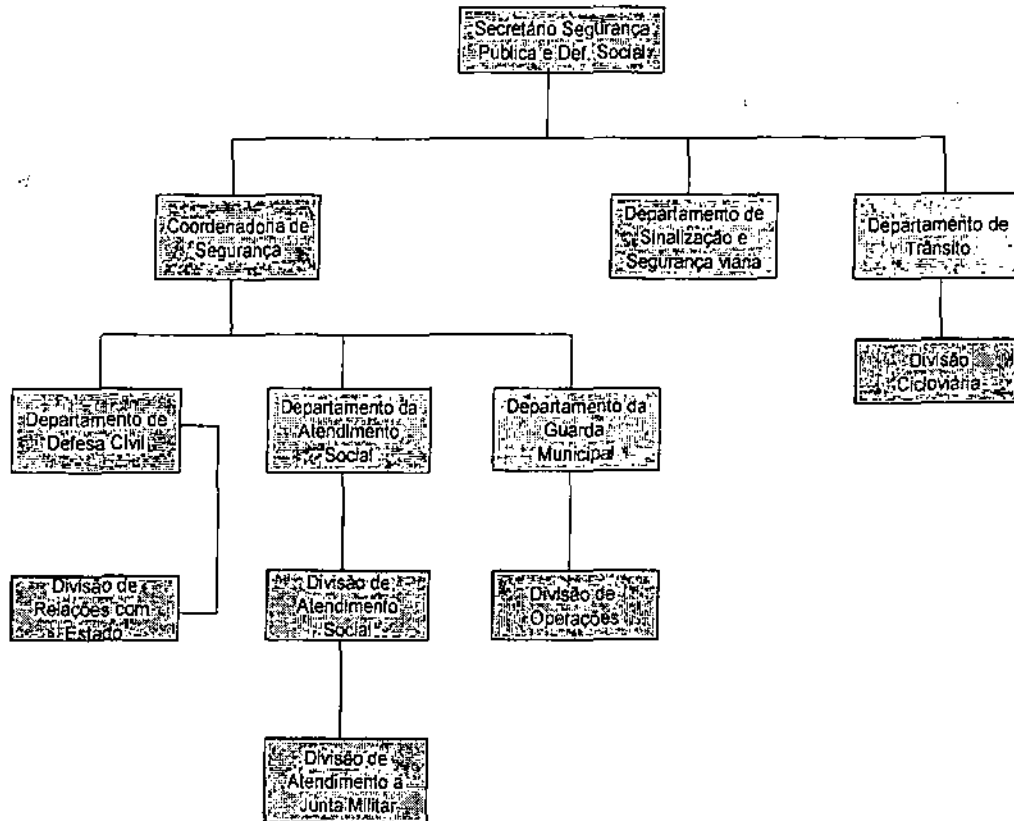 Secretário Segurança
Pública e Def. Social
Coordenadoria de
Segurança
Departamento de
Sinalização e
Segurança viaria
Departamento de
Trânsito
Divisão
Cicloviária
Departamento de
Defesa Civil
Departamento da
Atendimento
Social
Departamento da
Guarda
Municipal
Divisão de
Relações com
Estado
Divisão de
Atendimento
Social
Divisão de
Operações
Divisão de
Atendimento a
Junta Militar